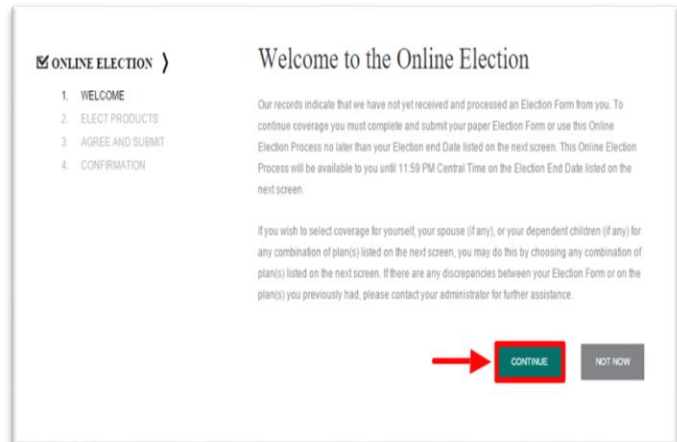 ONLINE ELECTION
1. WELCOME
2. ELECT PRODUCTS
3. AGREE AND SUBMIT
4. CONFIRMATION
Welcome to the Online Election
Our records indicate that we have not yet received and processed an Election Form from you. To
continue coverage you must complete and submit your paper Election Form or use this Online
Election Process no later than your Election end Date listed on the next screen. This Online Election
Process will be available to you until 11:59 PM Central Time on the Election End Date listed on the
next screen.
If you wish to select coverage for yourself, your spouse (if any), or your dependent children (if any) for
any combination of plan(s) listed on the next screen, you may do this by choosing any combination of
plan(s) listed on the next screen. If there are any discrepancies between your Election Form or on the
plan(s) you previously had, please contact your administrator for further assistance.
CONTINUE
NOT NOW